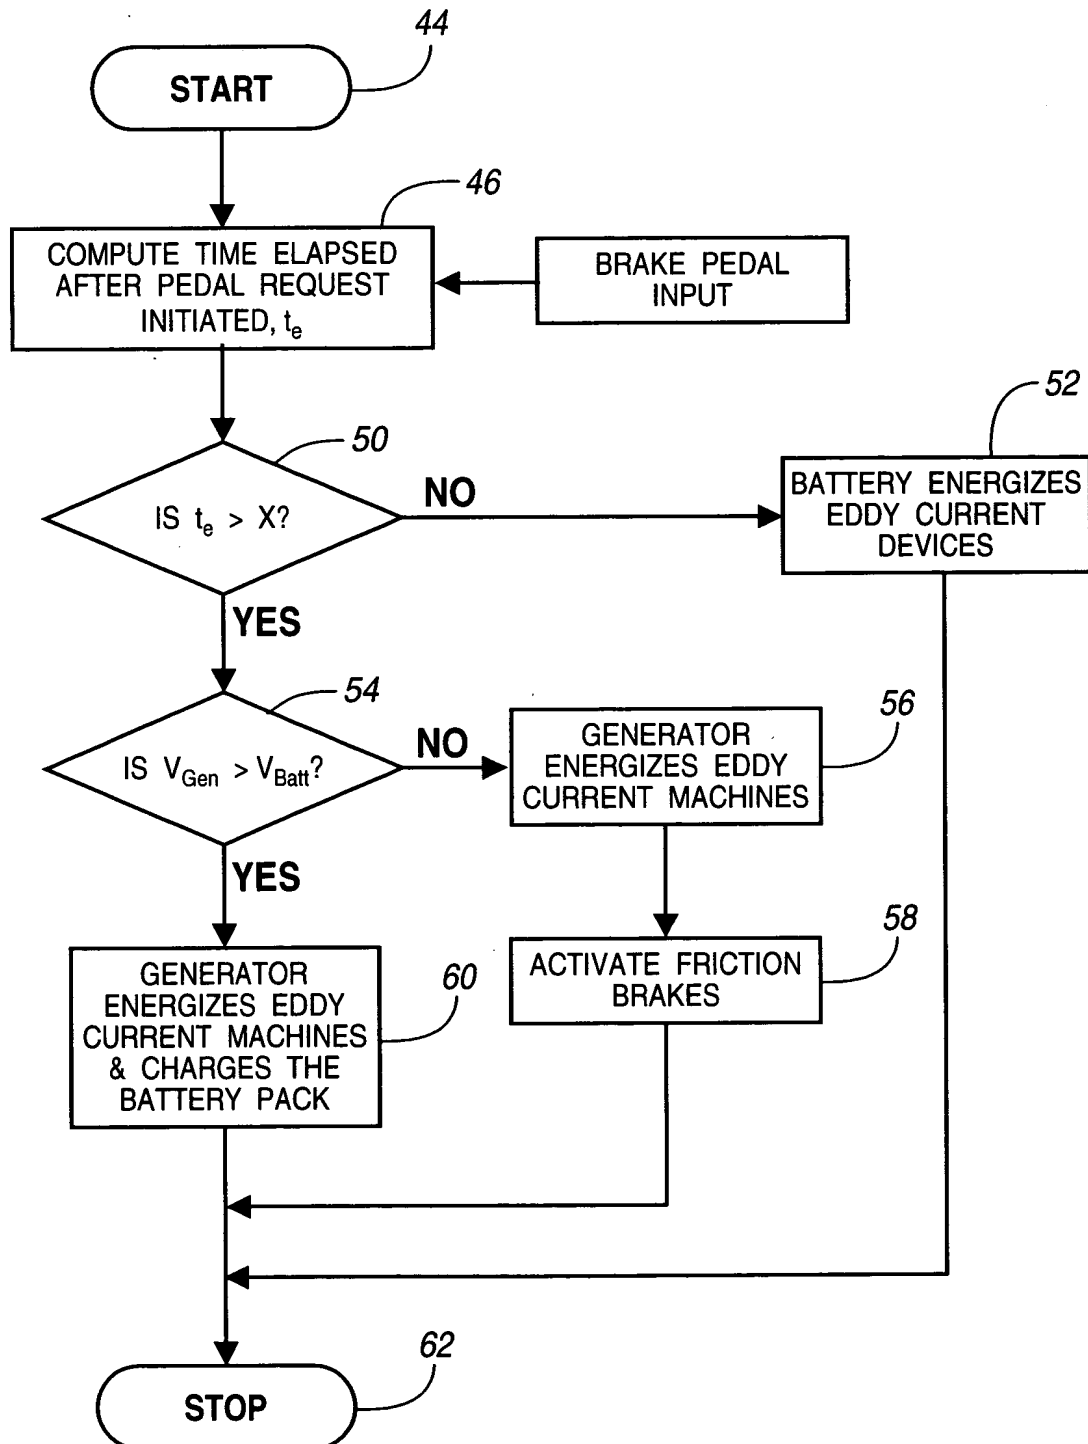 44
START
46
COMPUTE TIME ELAPSED
AFTER PEDAL REQUEST
INITIATED, tₑ
BRAKE PEDAL
INPUT
50
IS tₑ > X?
NO
52
BATTERY ENERGIZES
EDDY CURRENT
DEVICES
YES
54
IS V_Gen > V_Batt?
NO
56
GENERATOR
ENERGIZES EDDY
CURRENT MACHINES
YES
58
ACTIVATE FRICTION
BRAKES
60
GENERATOR
ENERGIZES EDDY
CURRENT MACHINES
& CHARGES THE
BATTERY PACK
62
STOP